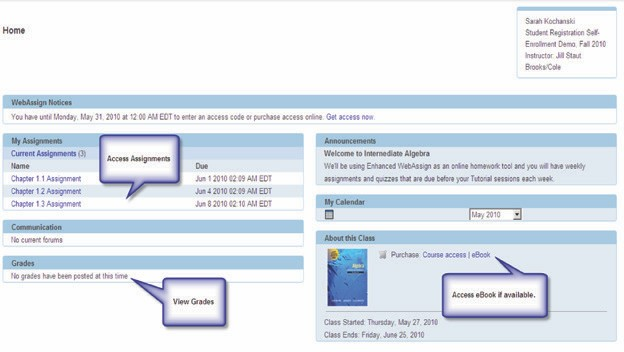 Home
Sarah Kochanski
Student Registration Self-
Enrollment Demo, Fall 2010
Instructor: Jill Staut
Brooks/Cole
WebAssign Notices
You have until Monday, May 31, 2010 at 12:00 AM EDT to enter an access code or purchase access online. Get access now.
My Assignments
Current Assignments (3)
Name Due
Chapter 1.1 Assignment Jun 1 2010 02:09 AM EDT
Chapter 1.2 Assignment Jun 4 2010 02:09 AM EDT
Chapter 1.3 Assignment Jun 8 2010 02:10 AM EDT
Access Assignments
Communication
No current forums
Grades
No grades have been posted at this time
View Grades
Announcements
Welcome to Intermediate Algebra
We'll be using Enhanced WebAssign as an online homework tool and you will have weekly
assignments and quizzes that are due before your Tutorial sessions each week.
My Calendar
May 2010
About this Class
Purchase: Course access | eBook
Access eBook if available.
Class Started: Thursday, May 27, 2010
Class Ends: Friday, June 25, 2010